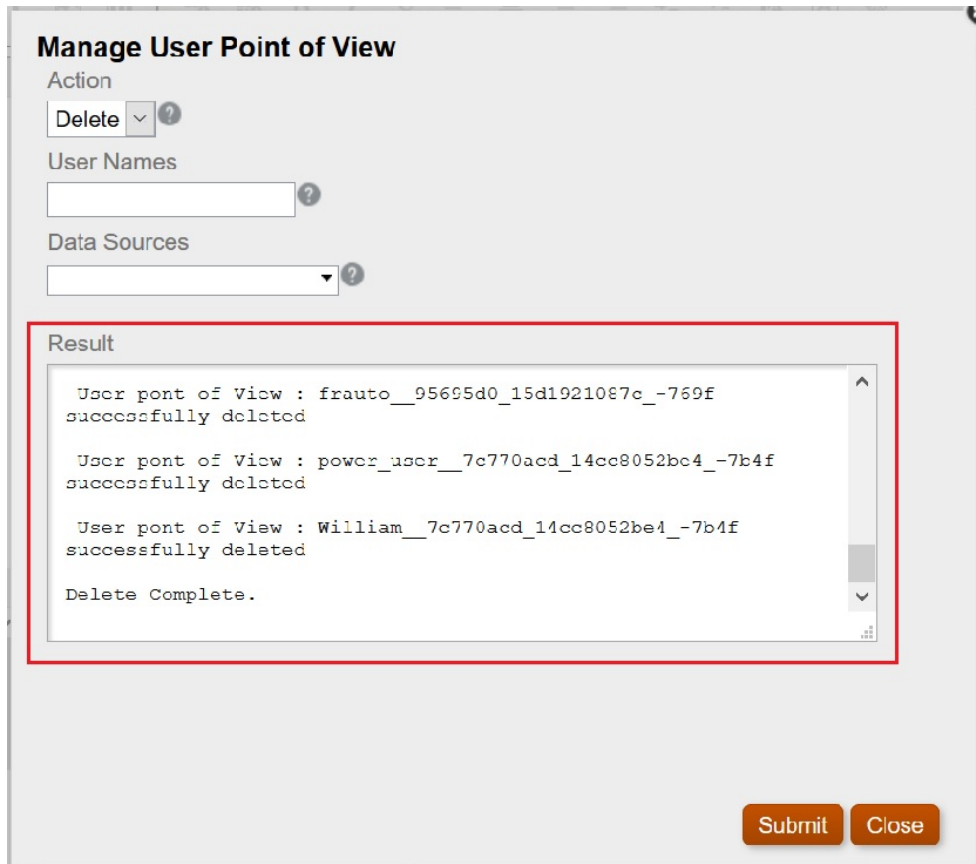 Manage User Point of View
Action
Delete
User Names
Data Sources
Result
User pont of View : frauto__95695d0_15d1921087c_-769f
successfully deleted
User pont of View : power_user__7c770acd_14cc8052be4_-7b4f
successfully deleted
User pont of View : William__7c770acd_14cc8052be4_-7b4f
successfully deleted
Delete Complete.
Submit
Close